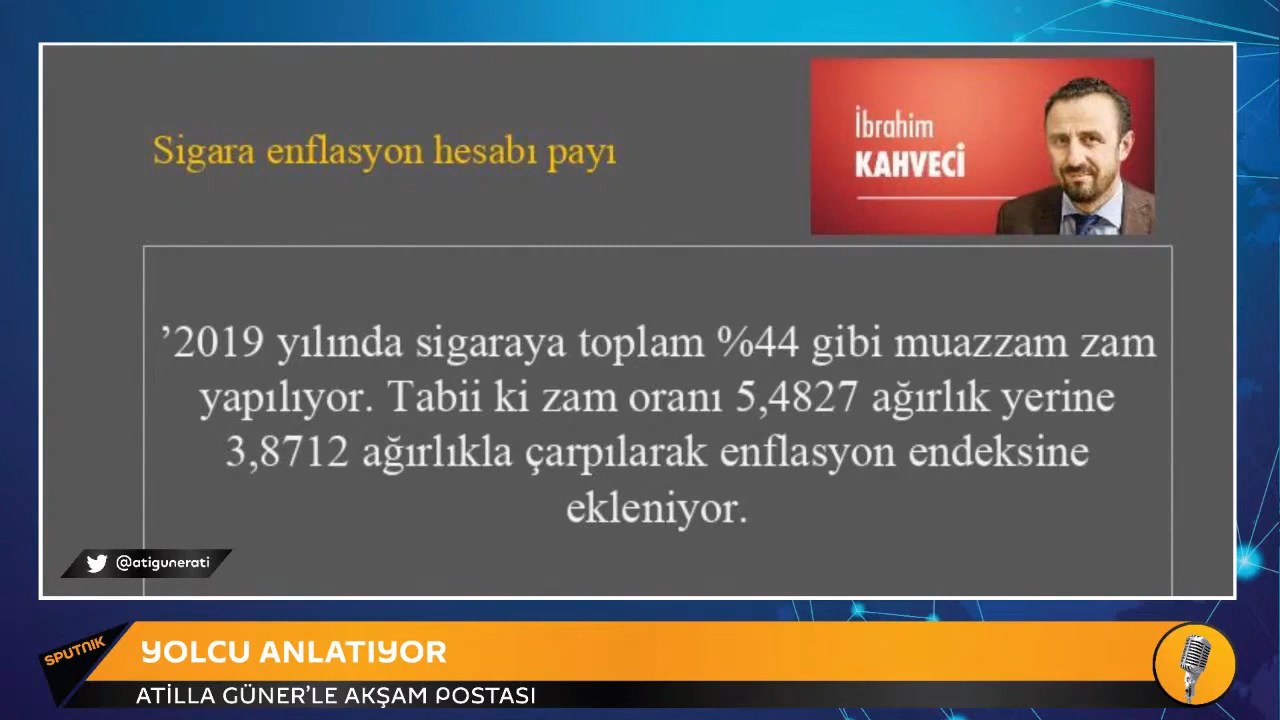 Sigara enflasyon hesabı payı
İbrahim
KAHVECİ
’2019 yılında sigaraya toplam %44 gibi muazzam zam
yapılıyor. Tabii ki zam oranı 5,4827 ağırlık yerine
3,8712 ağırlıkla çarpılarak enflasyon endeksine
ekleniyor.
@atigunerati
SPUTNIK
YOLCU ANLATIYOR
ATİLLA GÜNER’LE AKŞAM POSTASI